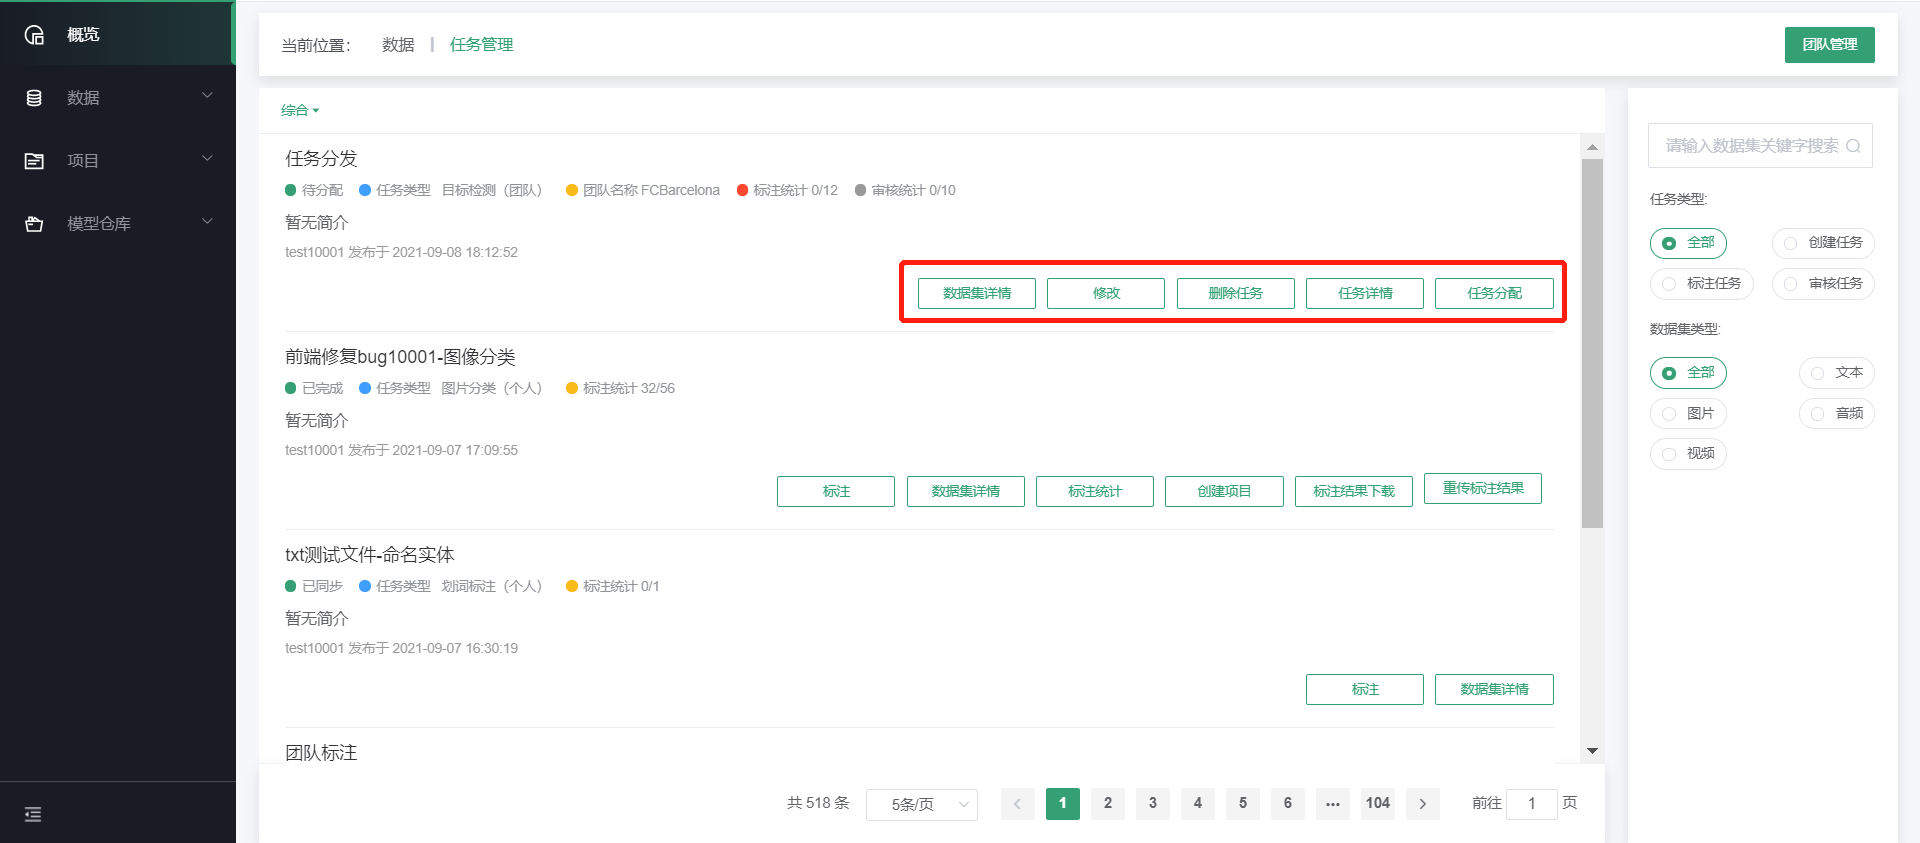 概览
数据
项目
模型仓库
当前位置： 数据 | 任务管理
团队管理
综合
任务分发
待分配 任务类型 目标检测（团队） 团队名称 FCBarcelona 标注统计 0/12 审核统计 0/10
暂无简介
test10001 发布于 2021-09-08 18:12:52
数据集详情 修改 删除任务 任务详情 任务分配
前端修复bug10001-图像分类
已完成 任务类型 图片分类（个人） 标注统计 32/56
暂无简介
test10001 发布于 2021-09-07 17:09:55
标注 数据集详情 标注统计 创建项目 标注结果下载 重传标注结果
txt测试文件-命名实体
已同步 任务类型 划词标注（个人） 标注统计 0/1
暂无简介
test10001 发布于 2021-09-07 16:30:19
标注 数据集详情
团队标注
共 518 条 5条/页 1 2 3 4 5 6 ••• 104 前往 1 页
请输入数据集关键字搜索
任务类型:
全部 创建任务
标注任务 审核任务
数据集类型:
全部 文本
图片 音频
视频